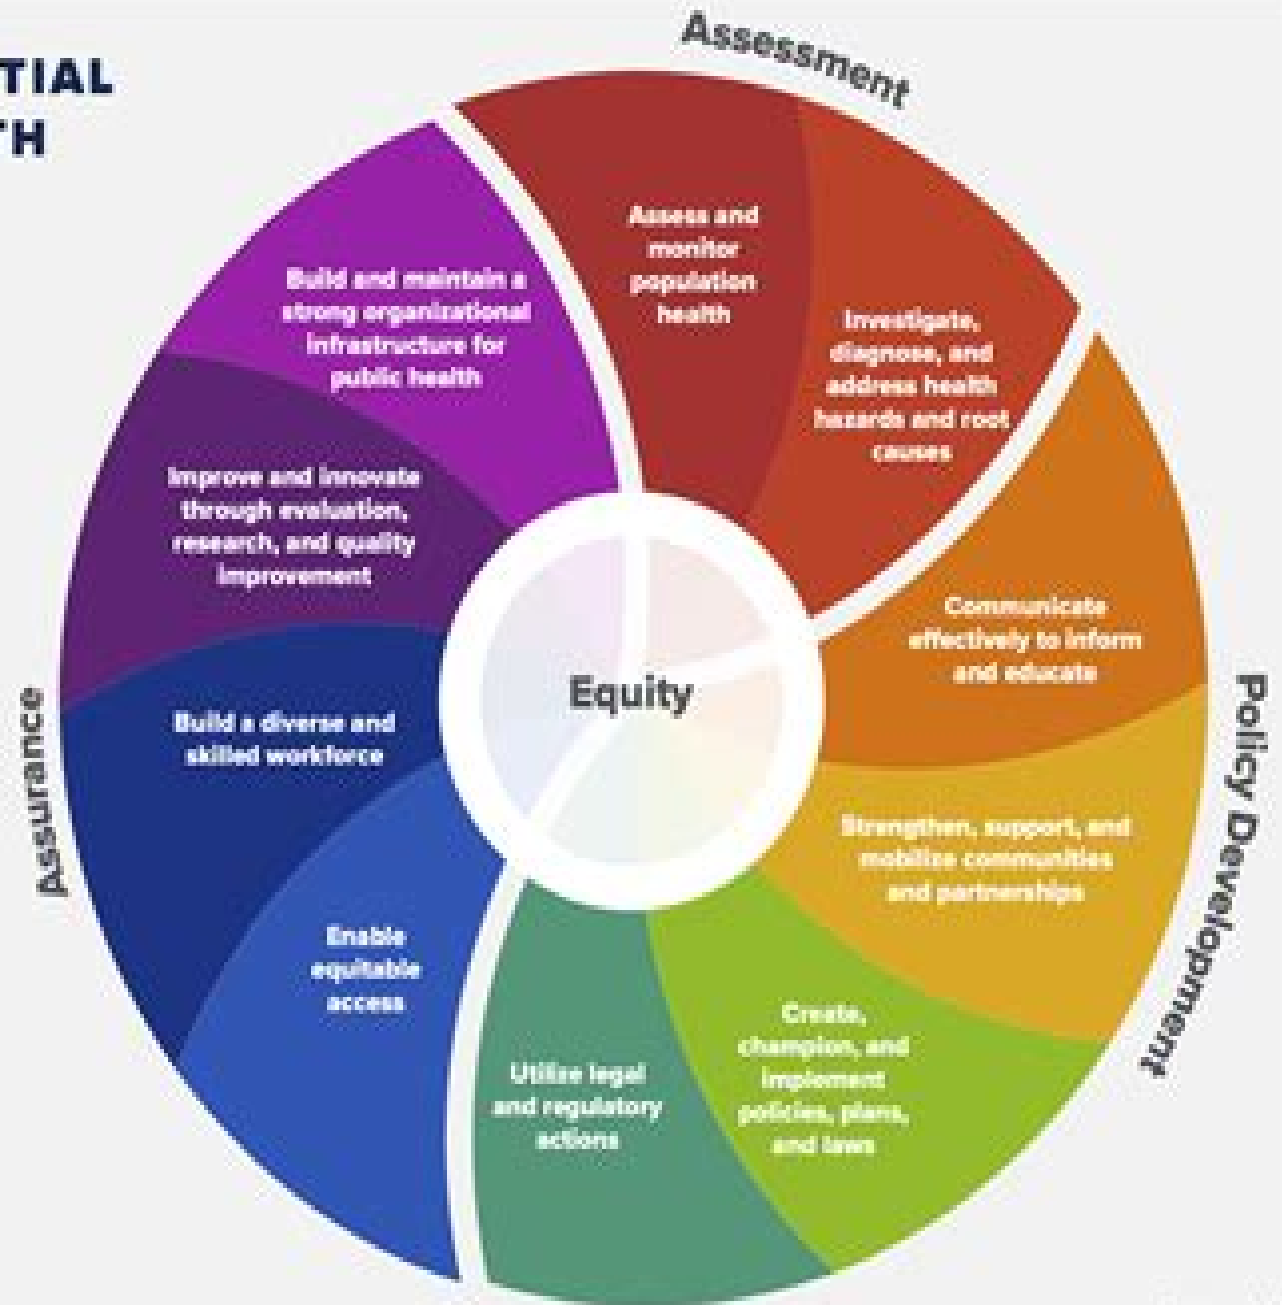 TIAL
TH
Assessment
Assess and
monitor
population
health
Investigate,
diagnose, and
address health
hazards and root
causes
Policy Development
Communicate
effectively to inform
and educate
Strengthen, support, and
mobilize communities
and partnerships
Create,
champion, and
implement
policies, plans,
and laws
Utilize legal
and regulatory
actions
Assurance
Enable
equitable
access
Build a diverse and
skilled workforce
Improve and innovate
through evaluation,
research, and quality
improvement
Build and maintain a
strong organizational
infrastructure for
public health
Equity